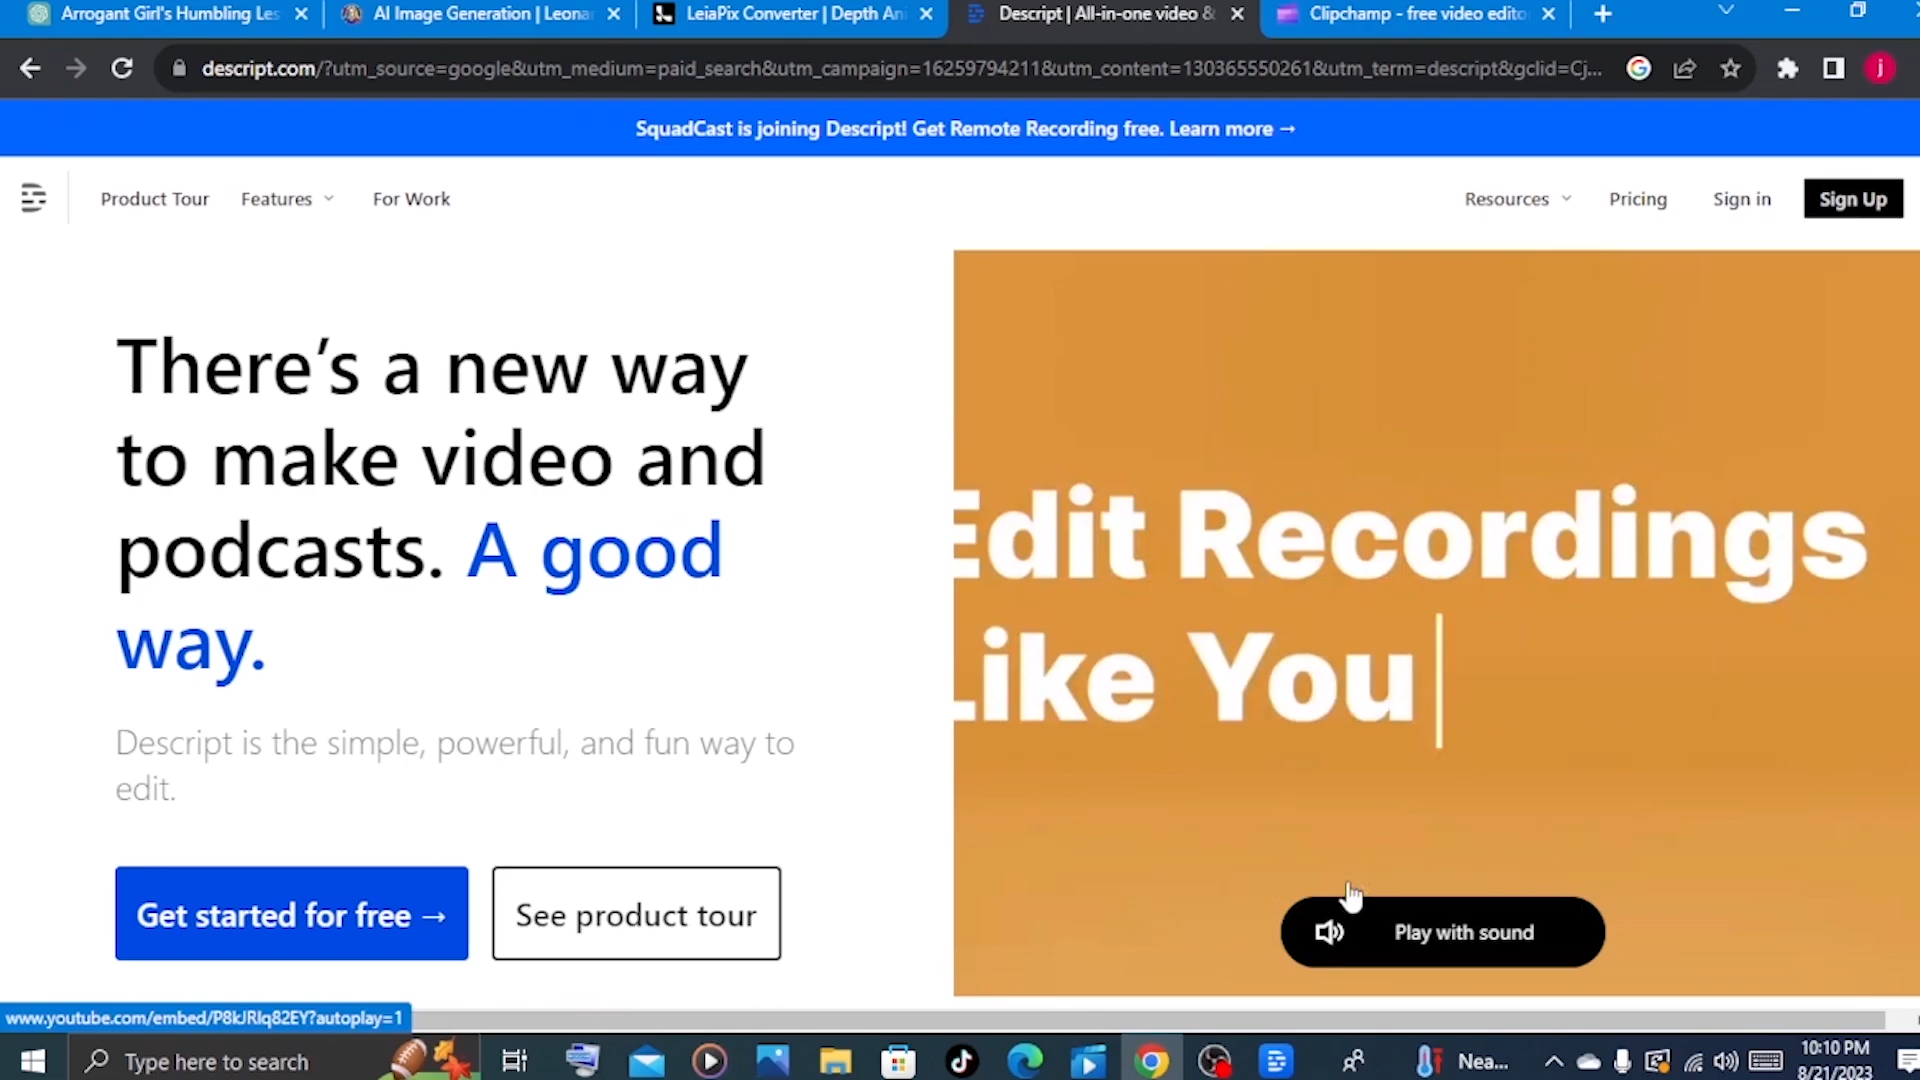 Arrogant Girl's Humbling Les
AI Image Generation | Leonar
LeiaPix Converter | Depth Ani
Descript | All-in-one video &
Clipchamp - free video editor
descript.com/?utm_source=google&utm_medium=paid_search&utm_campaign=16259794211&utm_content=130365550261&utm_term=descript&gclid=Cj...
j
SquadCast is joining Descript! Get Remote Recording free. Learn more →
Product Tour
Features
For Work
Resources
Pricing
Sign in
Sign Up
There's a new way
to make video and
podcasts. A good
way.
Descript is the simple, powerful, and fun way to
edit.
Get started for free →
See product tour
Edit Recordings
Like You
Play with sound
www.youtube.com/embed/P8kJRIq82EY?autoplay=1
Type here to search
Nea...
10:10 PM
8/21/2023